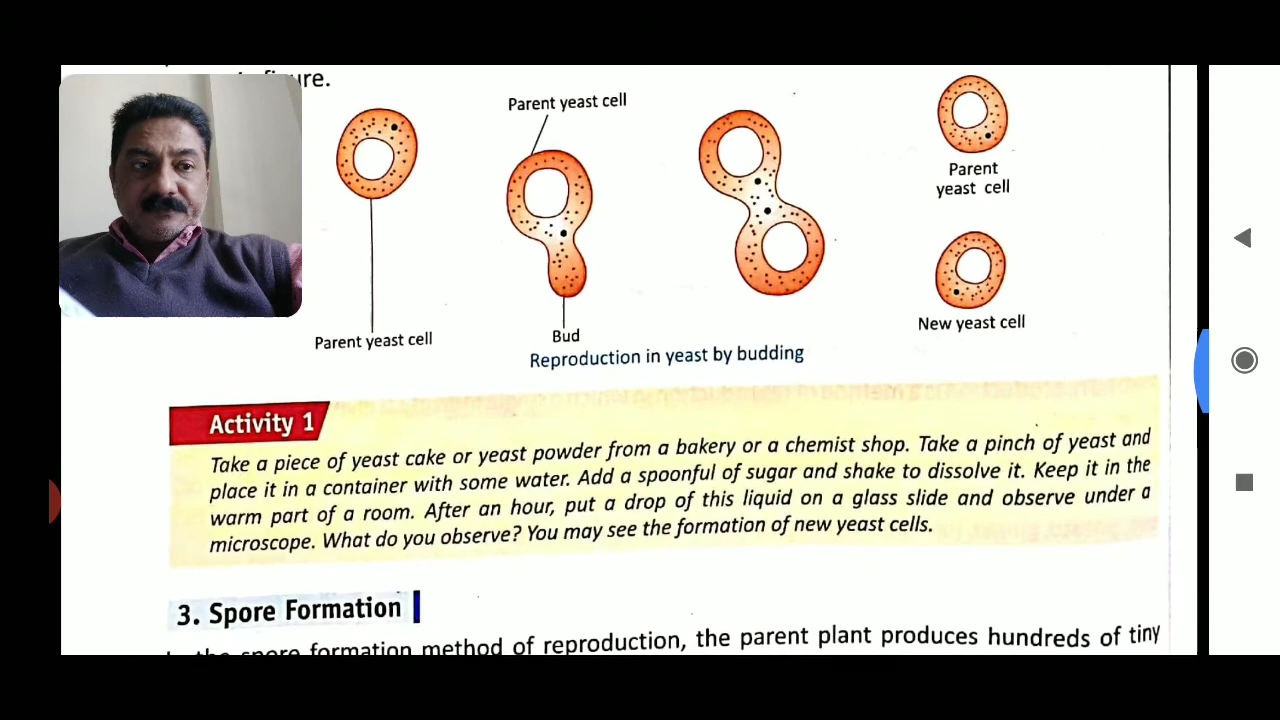 figure.
Parent yeast cell
Parent
yeast cell
Parent yeast cell
Bud
New yeast cell
Reproduction in yeast by budding
Activity 1
Take a piece of yeast cake or yeast powder from a bakery or a chemist shop. Take a pinch of yeast and
place it in a container with some water. Add a spoonful of sugar and shake to dissolve it. Keep it in the
warm part of a room. After an hour, put a drop of this liquid on a glass slide and observe under a
microscope. What do you observe? You may see the formation of new yeast cells.
3. Spore Formation
the spore formation method of reproduction, the parent plant produces hundreds of tiny